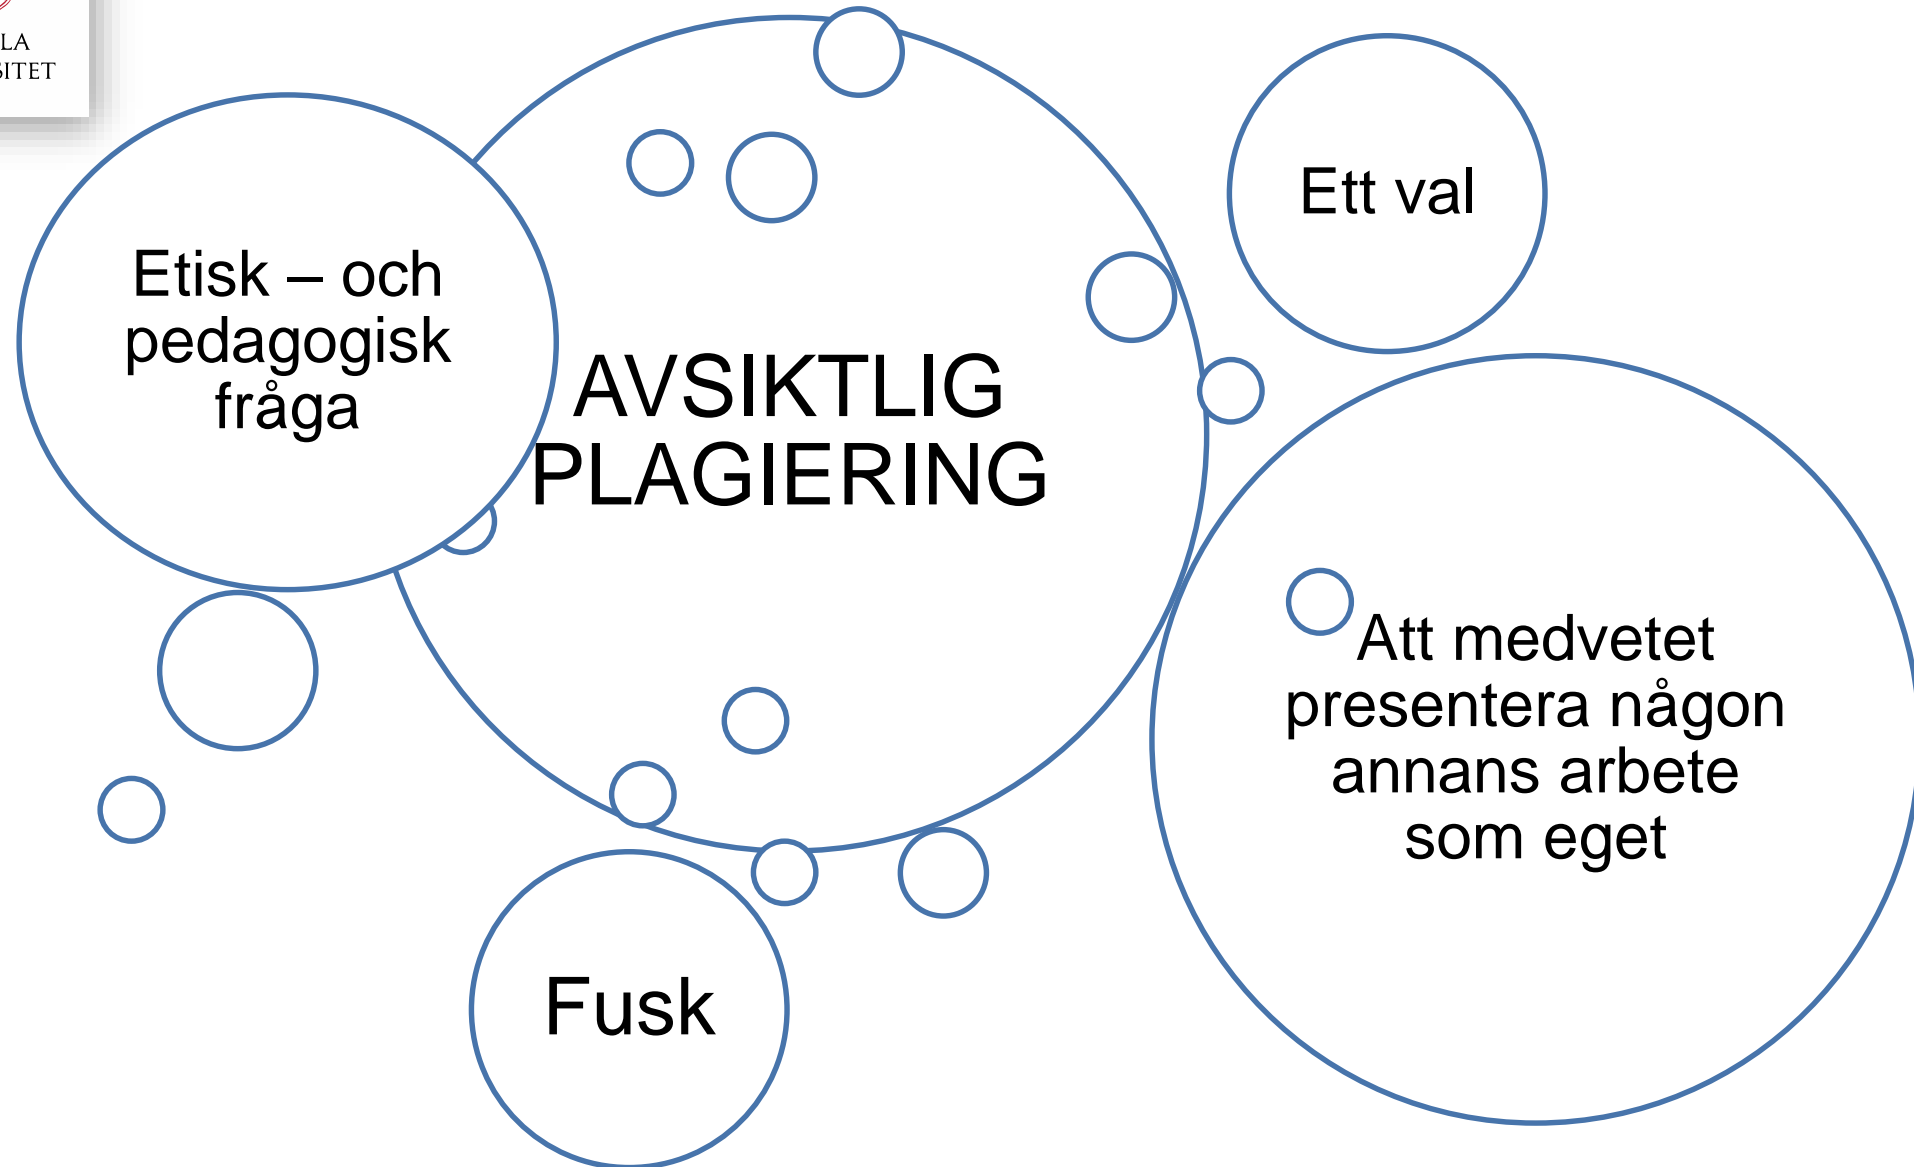 LA
SITET
Etisk – och
pedagogisk
fråga
AVSIKTLIG
PLAGIERING
Ett val
Att medvetet
presentera någon
annans arbete
som eget
Fusk